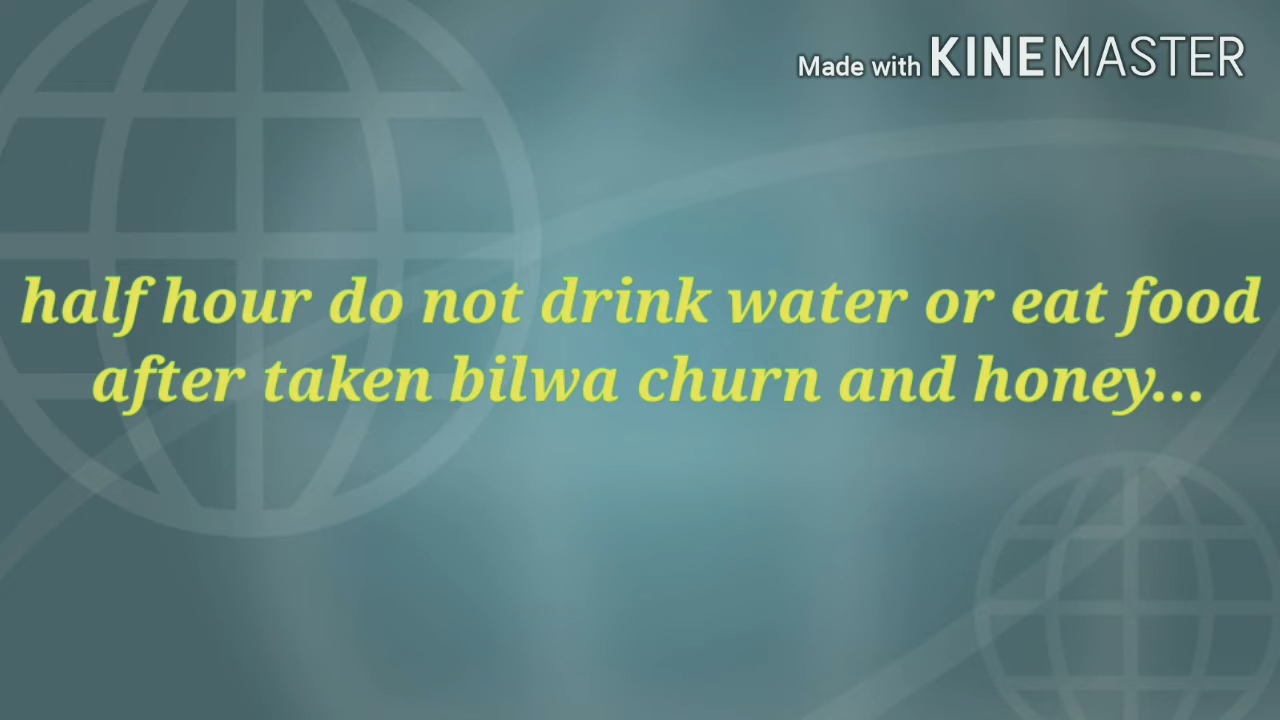 Made with KINEMASTER
half hour do not drink water or eat food
after taken bilwa churn and honey...